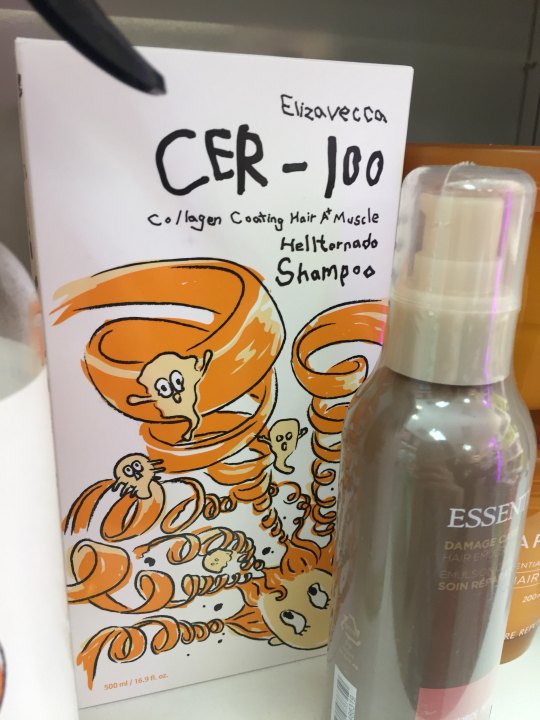 Elizavecca
CER-100
Collagen Coating Hair A+ Muscle
Helltornado
Shampoo
500 ml / 16.9 fl. oz.
ESSEN
DAMAGE
HAIR
SOIN
HAIR